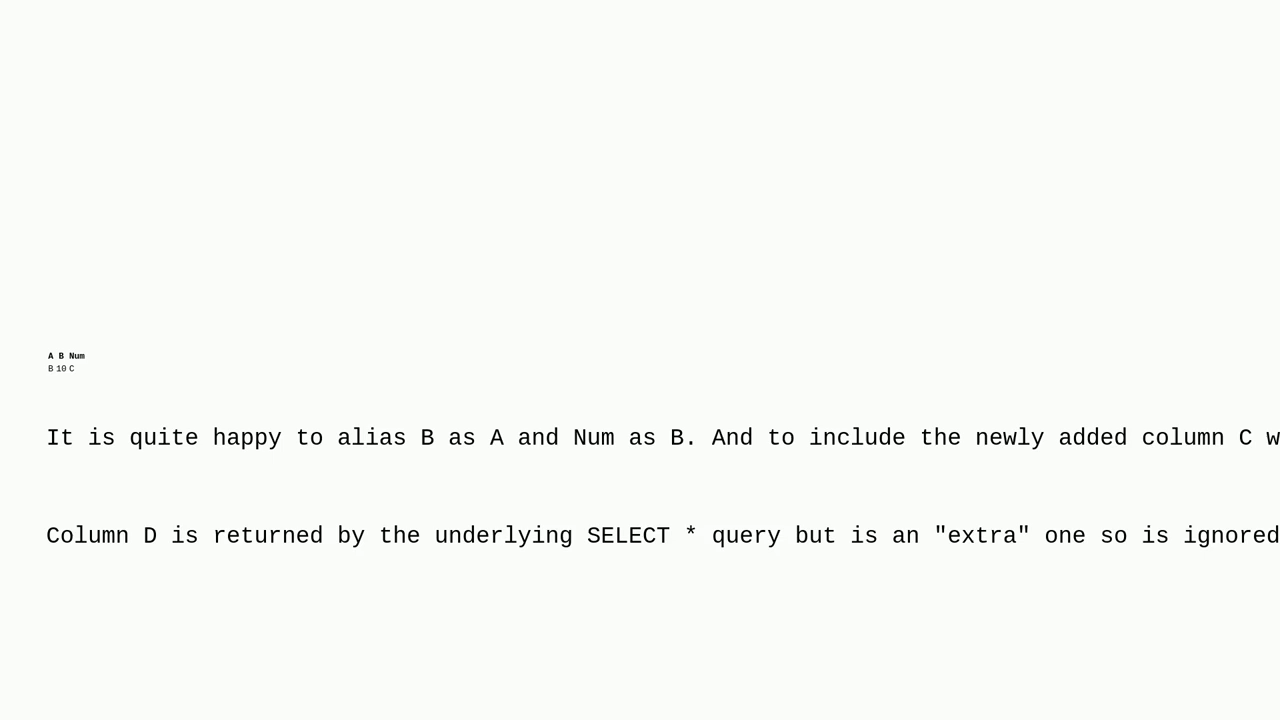 A B Num
B 10 C
It is quite happy to alias B as A and Num as B. And to include the newly added column C w
Column D is returned by the underlying SELECT * query but is an "extra" one so is ignored